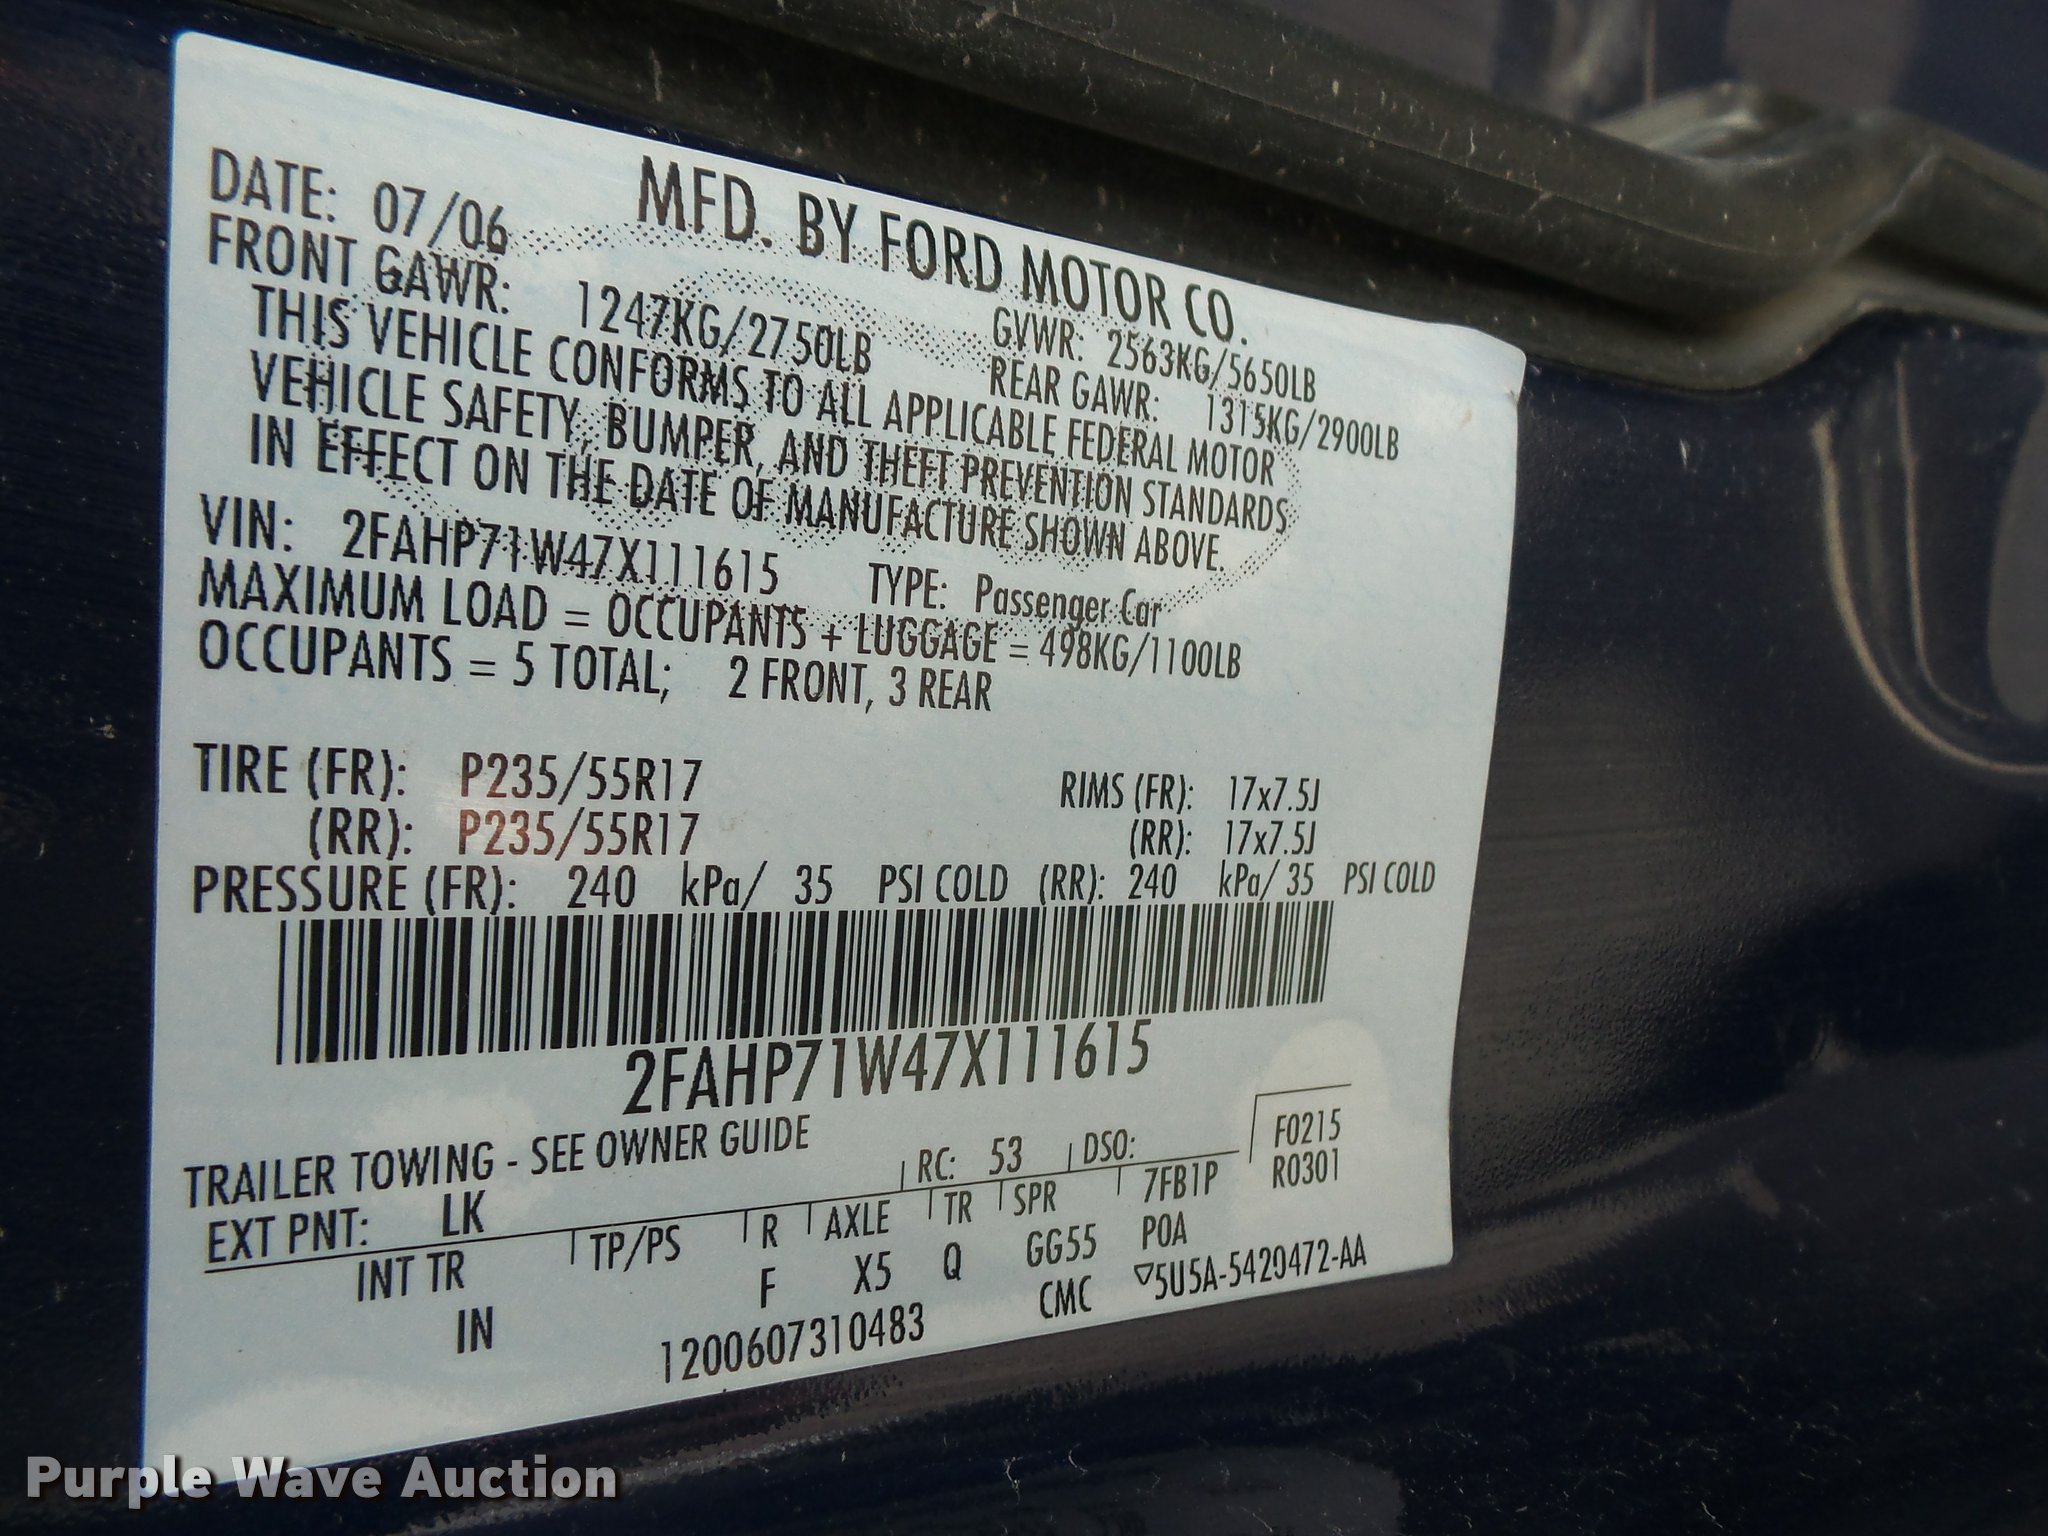 MFD. BY FORD MOTOR CO.
DATE: 07/06 GVWR: 2563KG/5650LB
FRONT GAWR: 1247KG/2750LB REAR GAWR: 1315KG/2900LB
THIS VEHICLE CONFORMS TO ALL APPLICABLE FEDERAL MOTOR
VEHICLE SAFETY, BUMPER, AND THEFT PREVENTION STANDARDS
IN EFFECT ON THE DATE OF MANUFACTURE SHOWN ABOVE.
VIN: 2FAHP71W47X111615 TYPE: Passenger Car
MAXIMUM LOAD = OCCUPANTS + LUGGAGE = 498KG/1100LB
OCCUPANTS = 5 TOTAL; 2 FRONT, 3 REAR
TIRE (FR): P235/55R17 RIMS (FR): 17x7.5J
(RR): P235/55R17 (RR): 17x7.5J
PRESSURE (FR): 240 kPa/ 35 PSI COLD (RR): 240 kPa/ 35 PSI COLD
2FAHP71W47X111615
TRAILER TOWING - SEE OWNER GUIDE
F0215
EXT PNT: LK RC: 53 DSO: R0301
INT TR TP/PS R AXLE TR SPR 7FB1P
IN F X5 Q GG55 POA
1200607310483 CMC ▽5U5A-5420472-AA
Purple Wave Auction